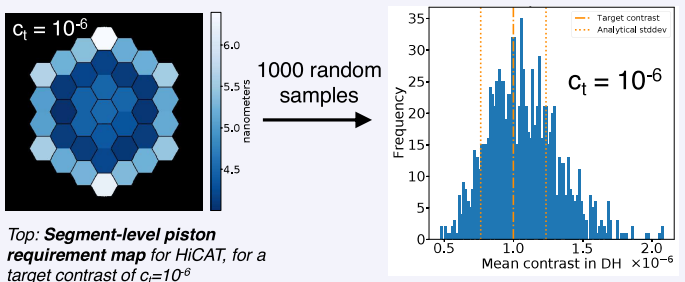 c_t = 10^-6
6.0
5.5
5.0
4.5
nanometers
1000 random
samples
Top: Segment-level piston
requirement map for HiCAT, for a
target contrast of c_t=10^-6
35
30
25
20
15
10
5
0
Frequency
Target contrast
Analytical stddev
c_t = 10^-6
0.5
1.0
1.5
2.0
Mean contrast in DH
×10^-6